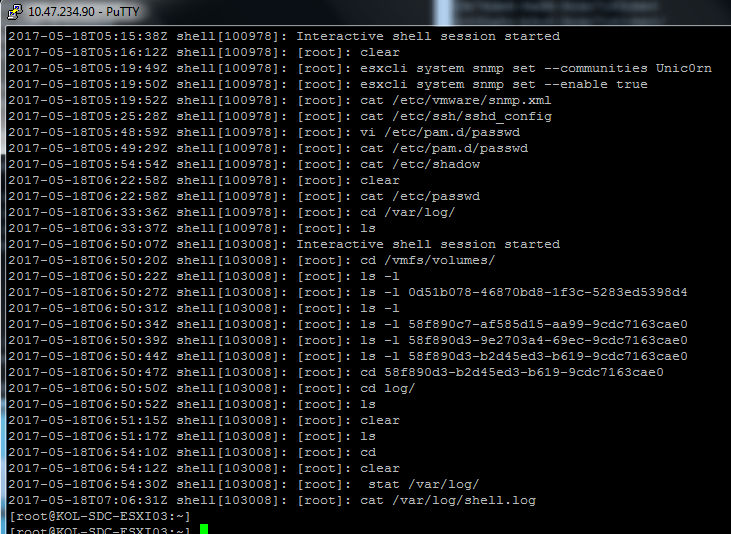 10.47.234.90 - PuTTY
2017-05-18T05:15:38Z shell[100978]: Interactive shell session started
2017-05-18T05:16:12Z shell[100978]: [root]: clear
2017-05-18T05:19:49Z shell[100978]: [root]: esxcli system snmp set --communities Unic0rn
2017-05-18T05:19:50Z shell[100978]: [root]: esxcli system snmp set --enable true
2017-05-18T05:19:52Z shell[100978]: [root]: cat /etc/vmware/snmp.xml
2017-05-18T05:25:28Z shell[100978]: [root]: cat /etc/ssh/sshd_config
2017-05-18T05:48:59Z shell[100978]: [root]: vi /etc/pam.d/passwd
2017-05-18T05:49:29Z shell[100978]: [root]: cat /etc/pam.d/passwd
2017-05-18T05:54:54Z shell[100978]: [root]: cat /etc/shadow
2017-05-18T06:22:58Z shell[100978]: [root]: clear
2017-05-18T06:22:58Z shell[100978]: [root]: cat /etc/passwd
2017-05-18T06:33:36Z shell[100978]: [root]: cd /var/log/
2017-05-18T06:33:37Z shell[100978]: [root]: ls
2017-05-18T06:50:07Z shell[103008]: Interactive shell session started
2017-05-18T06:50:20Z shell[103008]: [root]: cd /vmfs/volumes/
2017-05-18T06:50:22Z shell[103008]: [root]: ls -l
2017-05-18T06:50:27Z shell[103008]: [root]: ls -l 0d51b078-46870bd8-1f3c-5283ed5398d4
2017-05-18T06:50:31Z shell[103008]: [root]: ls -l
2017-05-18T06:50:34Z shell[103008]: [root]: ls -l 58f890c7-af585d15-aa99-9cdc7163cae0
2017-05-18T06:50:39Z shell[103008]: [root]: ls -l 58f890d3-9e2703a4-69ec-9cdc7163cae0
2017-05-18T06:50:44Z shell[103008]: [root]: ls -l 58f890d3-b2d45ed3-b619-9cdc7163cae0
2017-05-18T06:50:47Z shell[103008]: [root]: cd 58f890d3-b2d45ed3-b619-9cdc7163cae0
2017-05-18T06:50:50Z shell[103008]: [root]: cd log/
2017-05-18T06:50:52Z shell[103008]: [root]: ls
2017-05-18T06:51:15Z shell[103008]: [root]: clear
2017-05-18T06:51:17Z shell[103008]: [root]: ls
2017-05-18T06:54:10Z shell[103008]: [root]: cd
2017-05-18T06:54:12Z shell[103008]: [root]: clear
2017-05-18T06:54:30Z shell[103008]: [root]:  stat /var/log/
2017-05-18T07:06:31Z shell[103008]: [root]: cat /var/log/shell.log
[root@KOL-SDC-ESXI03:~]
[root@KOL-SDC-ESXI03:~]